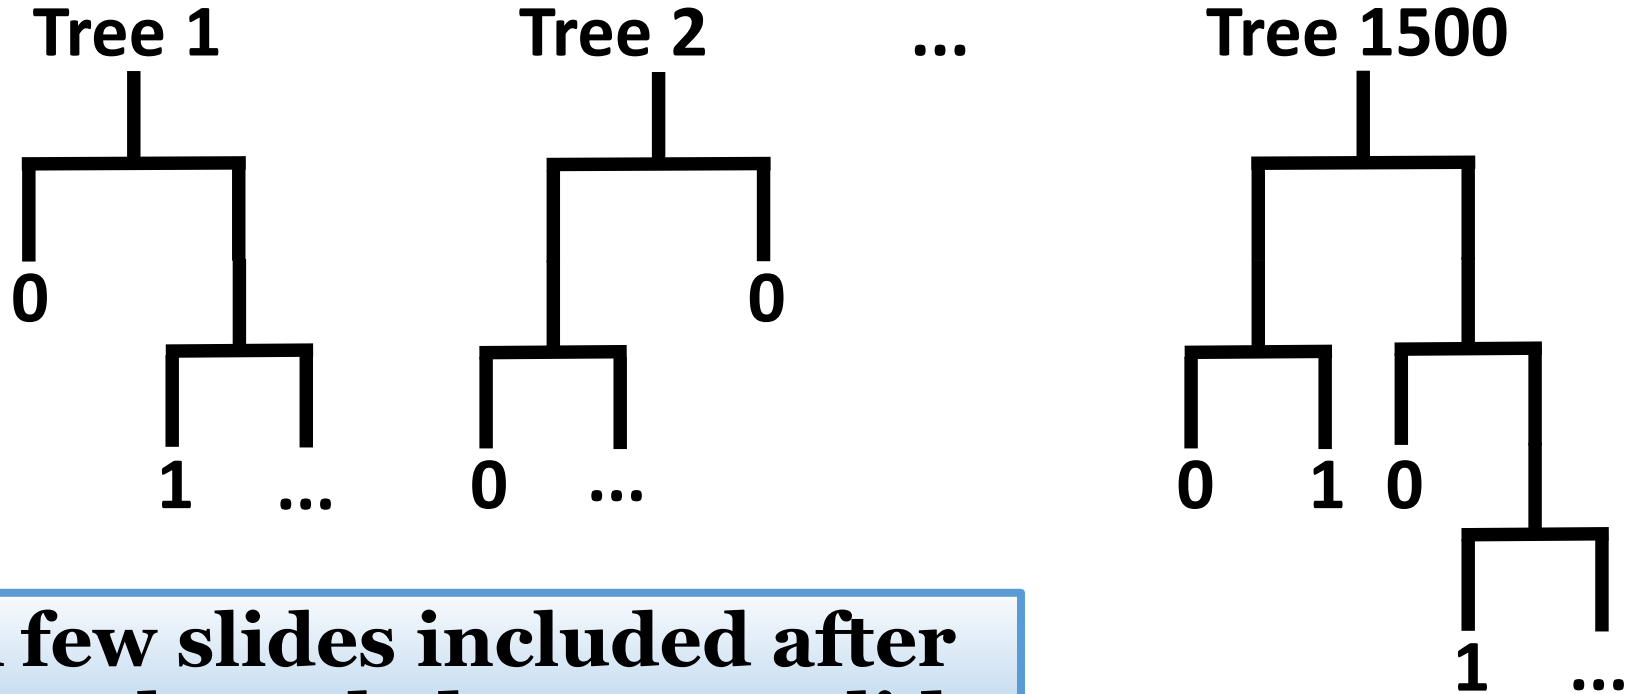 Tree 1 Tree 2 ... Tree 1500
0 0
1 ... 0 ... 0 1 0
few slides included after
1 ...